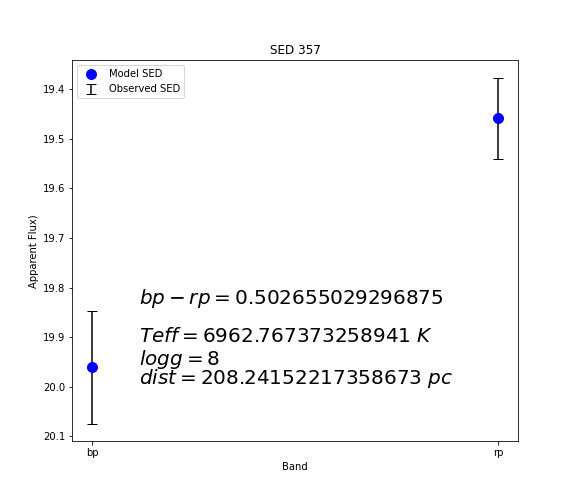 SED 357
Model SED
Observed SED
19.4
19.5
19.6
19.7
19.8
19.9
20.0
20.1
Apparent Flux)
bp − rp = 0.502655029296875
Teff = 6962.767373258941 K
logg = 8
dist = 208.24152217358673 pc
bp
rp
Band